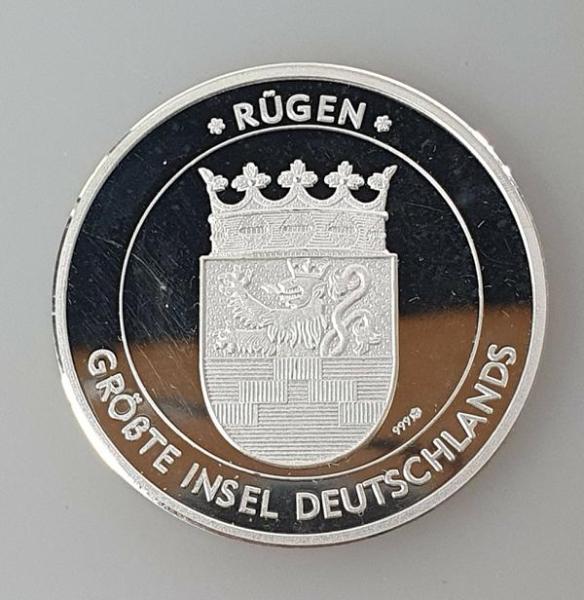 RÜGEN
999
GRÖßTE INSEL DEUTSCHLANDS